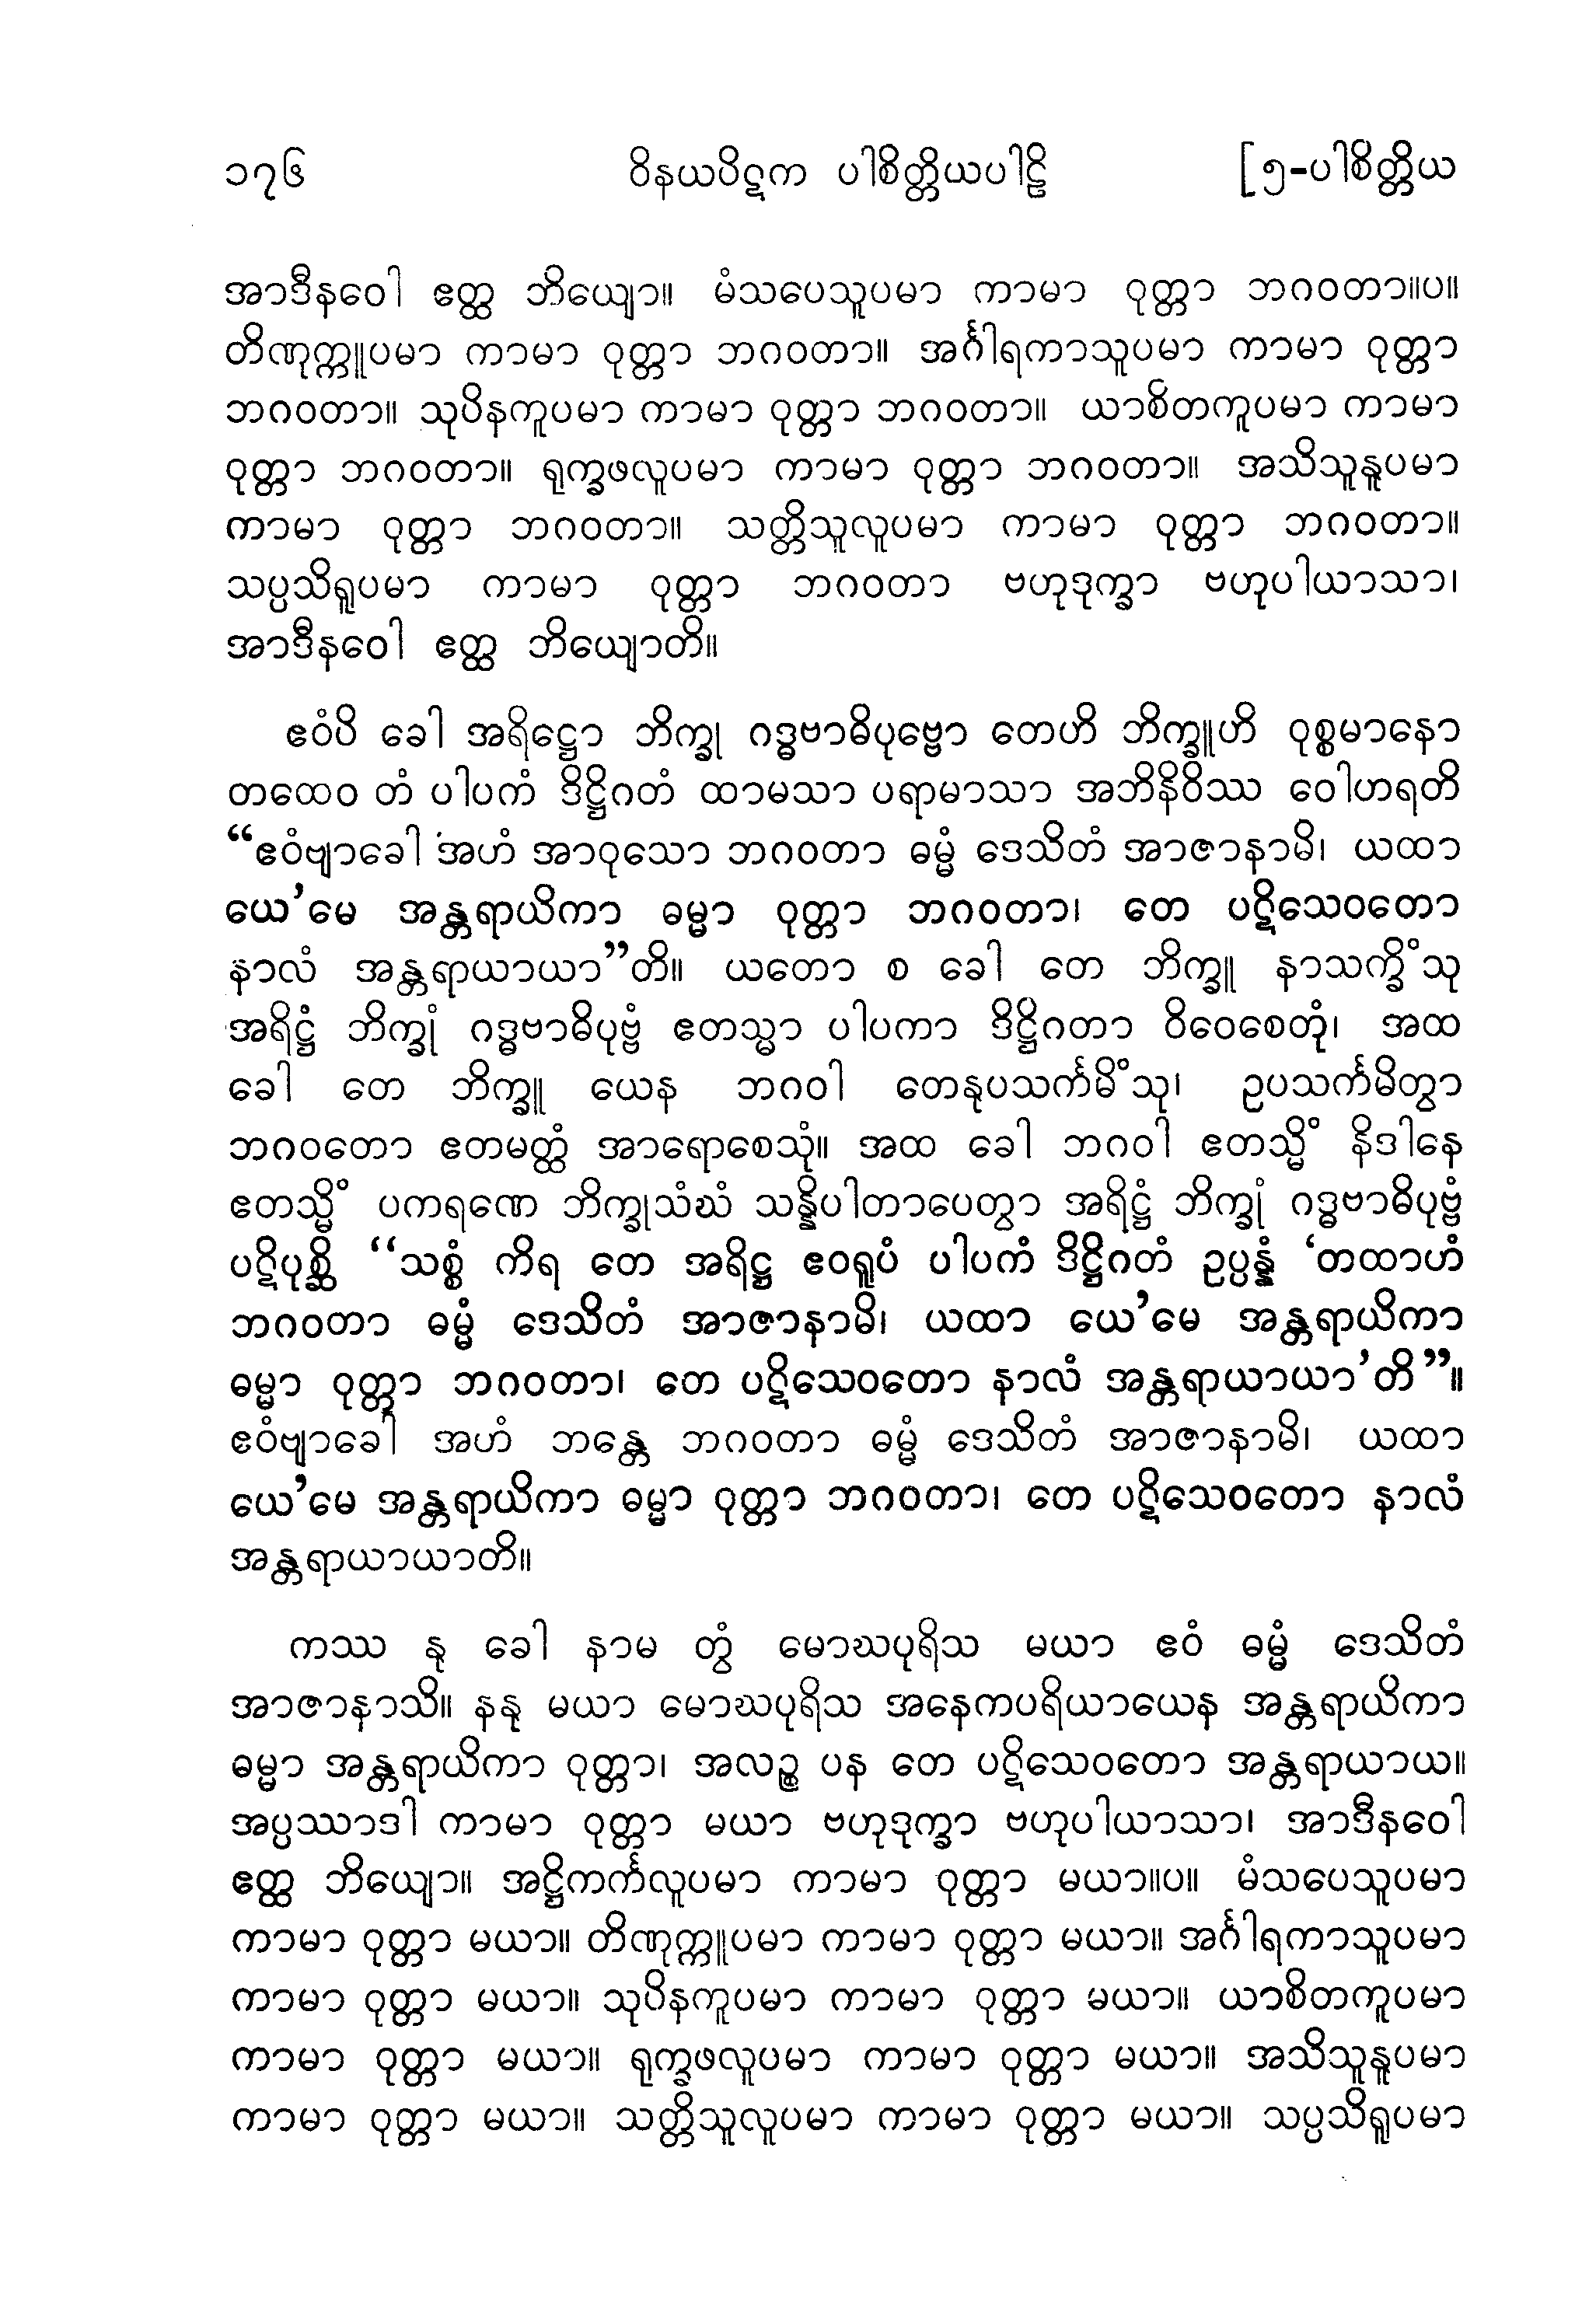 ၁၇၆ ဝိနယပိဋက ပါစိတ္တိယပါဠိ [၅-ပါစိတ္တိယ
အာဒီနဝေါ ဧတ္ထ ဘိယျော။ မံသပေသူပမာ ကာမာ ဝုတ္တာ ဘဂဝတာ။ပ။
တိဏုက္ကူပမာ ကာမာ ဝုတ္တာ ဘဂဝတာ။ အင်္ဂါရကာသူပမာ ကာမာ ဝုတ္တာ
ဘဂဝတာ။ သုပိနကူပမာ ကာမာ ဝုတ္တာ ဘဂဝတာ။ ယာစိတကူပမာ ကာမာ
ဝုတ္တာ ဘဂဝတာ။ ရုက္ခဖလူပမာ ကာမာ ဝုတ္တာ ဘဂဝတာ။ အသိသူနူပမာ
ကာမာ ဝုတ္တာ ဘဂဝတာ။ သတ္တိသူလူပမာ ကာမာ ဝုတ္တာ ဘဂဝတာ။
သပ္ပသိရူပမာ ကာမာ ဝုတ္တာ ဘဂဝတာ ဗဟုဒုက္ခာ ဗဟုပါယာသာ၊
အာဒီနဝေါ ဧတ္ထ ဘိယျောတိ။
ဧဝံပိ ခေါ အရိဋ္ဌော ဘိက္ခု ဂဒ္ဓဗာဓိပုဗ္ဗော တေဟိ ဘိက္ခူဟိ ဝုစ္စမာနော
တထေဝ တံ ပါပကံ ဒိဋ္ဌိဂတံ ထာမသာ ပရာမာသာ အဘိနိဝိဿ ဝေါဟရတိ
“ဧဝံဗျာခေါ အဟံ အာဝုသော ဘဂဝတာ ဓမ္မံ ဒေသိတံ အာဇာနာမိ၊ ယထာ
ယေ’မေ အန္တရာယိကာ ဓမ္မာ ဝုတ္တာ ဘဂဝတာ၊ တေ ပဋိသေဝတော
နာလံ အန္တရာယာယာ”တိ။ ယတော စ ခေါ တေ ဘိက္ခူ နာသက္ခိံသု
အရိဋ္ဌံ ဘိက္ခုံ ဂဒ္ဓဗာဓိပုဗ္ဗံ ဧတသ္မာ ပါပကာ ဒိဋ္ဌိဂတာ ဝိဝေစေတုံ၊ အထ
ခေါ တေ ဘိက္ခူ ယေန ဘဂဝါ တေနုပသင်္ကမိံသု၊ ဥပသင်္ကမိတွာ
ဘဂဝတော ဧတမတ္ထံ အာရောစေသုံ။ အထ ခေါ ဘဂဝါ ဧတသ္မိံ နိဒါနေ
ဧတသ္မိံ ပကရဏေ ဘိက္ခုသံဃံ သန္နိပါတာပေတွာ အရိဋ္ဌံ ဘိက္ခုံ ဂဒ္ဓဗာဓိပုဗ္ဗံ
ပဋိပုစ္ဆိ “သစ္စံ ကိရ တေ အရိဋ္ဌ ဧဝရူပံ ပါပကံ ဒိဋ္ဌိဂတံ ဥပ္ပန္နံ ‘တထာဟံ
ဘဂဝတာ ဓမ္မံ ဒေသိတံ အာဇာနာမိ၊ ယထာ ယေ’မေ အန္တရာယိကာ
ဓမ္မာ ဝုတ္တာ ဘဂဝတာ၊ တေ ပဋိသေဝတော နာလံ အန္တရာယာယာ’တိ”။
ဧဝံဗျာခေါ အဟံ ဘန္တေ ဘဂဝတာ ဓမ္မံ ဒေသိတံ အာဇာနာမိ၊ ယထာ
ယေ’မေ အန္တရာယိကာ ဓမ္မာ ဝုတ္တာ ဘဂဝတာ၊ တေ ပဋိသေဝတော နာလံ
အန္တရာယာယာတိ။
ကဿ နု ခေါ နာမ တွံ မောဃပုရိသ မယာ ဧဝံ ဓမ္မံ ဒေသိတံ
အာဇာနာသိ။ နနု မယာ မောဃပုရိသ အနေကပရိယာယေန အန္တရာယိကာ
ဓမ္မာ အန္တရာယိကာ ဝုတ္တာ၊ အလဉ္စ ပန တေ ပဋိသေဝတော အန္တရာယာယ။
အပ္ပဿာဒါ ကာမာ ဝုတ္တာ မယာ ဗဟုဒုက္ခာ ဗဟုပါယာသာ၊ အာဒီနဝေါ
ဧတ္ထ ဘိယျော။ အဋ္ဌိကင်္ကလူပမာ ကာမာ ဝုတ္တာ မယာ။ပ။ မံသပေသူပမာ
ကာမာ ဝုတ္တာ မယာ။ တိဏုက္ကူပမာ ကာမာ ဝုတ္တာ မယာ။ အင်္ဂါရကာသူပမာ
ကာမာ ဝုတ္တာ မယာ။ သုပိနကူပမာ ကာမာ ဝုတ္တာ မယာ။ ယာစိတကူပမာ
ကာမာ ဝုတ္တာ မယာ။ ရုက္ခဖလူပမာ ကာမာ ဝုတ္တာ မယာ။ အသိသူနူပမာ
ကာမာ ဝုတ္တာ မယာ။ သတ္တိသူလူပမာ ကာမာ ဝုတ္တာ မယာ။ သပ္ပသိရူပမာ